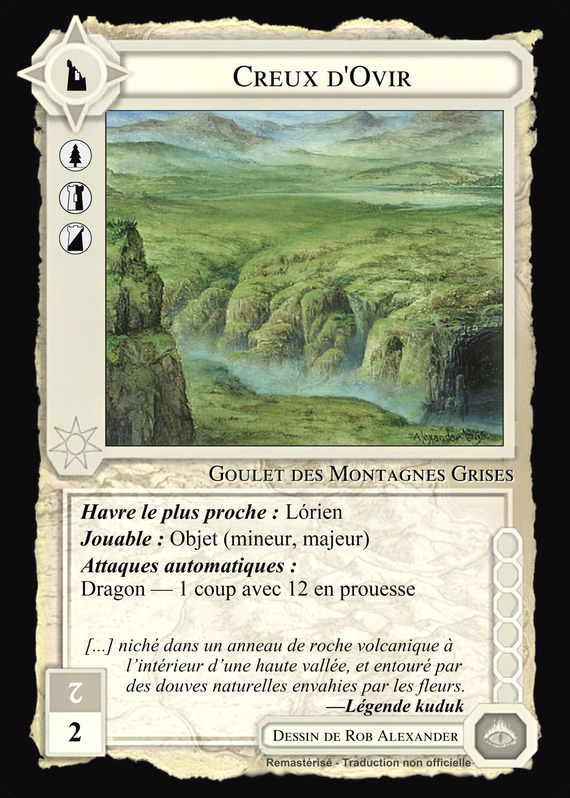 Creux d'Ovir
Goulet des Montagnes Grises
Havre le plus proche : Lórien
Jouable : Objet (mineur, majeur)
Attaques automatiques :
Dragon — 1 coup avec 12 en prouesse
[...] niché dans un anneau de roche volcanique à
l'intérieur d'une haute vallée, et entouré par
des douves naturelles envahies par les fleurs.
—Légende kuduk
2
2
Dessin de Rob Alexander
Remastérisé - Traduction non officielle